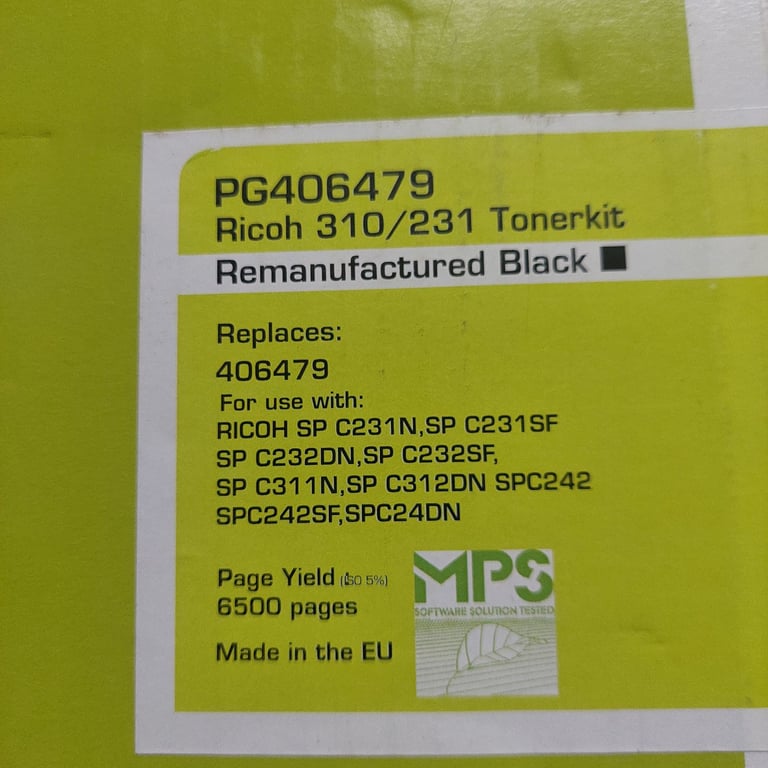 PG406479
Ricoh 310/231 Tonerkit
Remanufactured Black
Replaces:
406479
For use with:
RICOH SP C231N,SP C231SF
SP C232DN,SP C232SF,
SP C311N,SP C312DN SPC242
SPC242SF,SPC24DN
Page Yield (ISO 5%)
6500 pages
MPS
SOFTWARE SOLUTION TESTED
Made in the EU